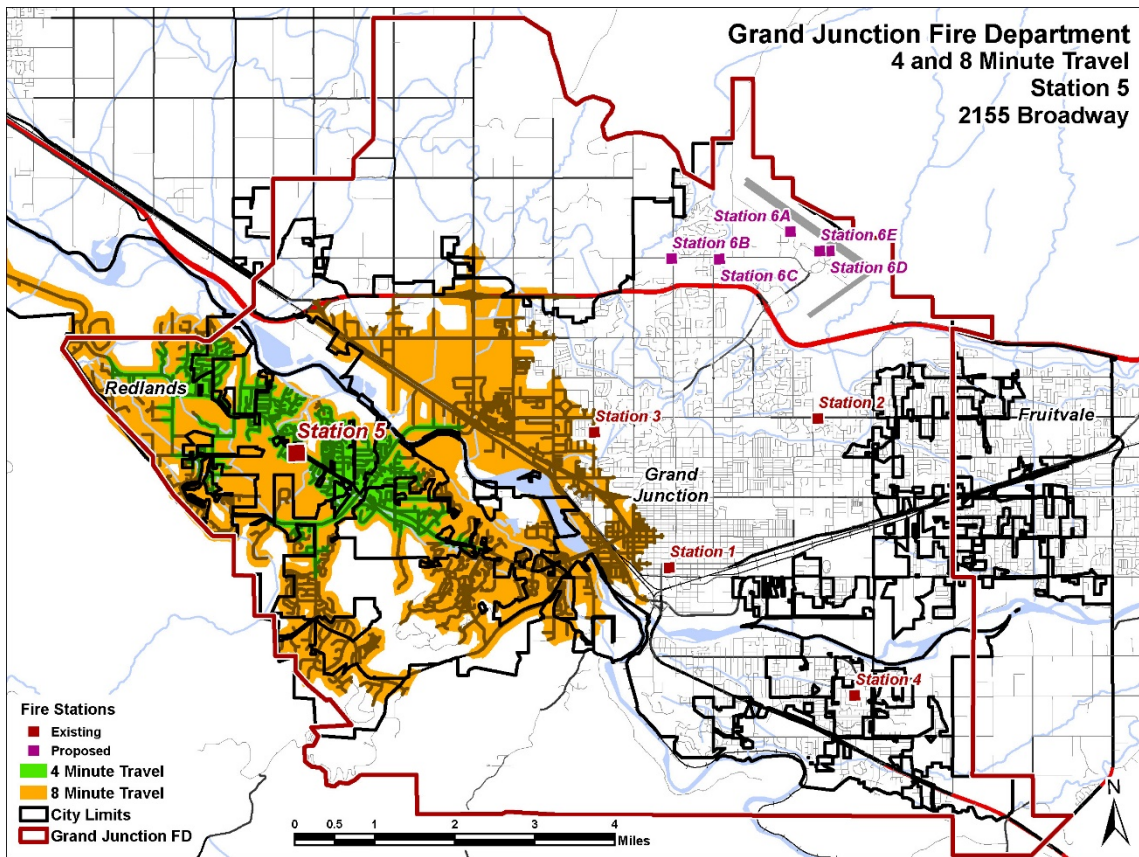 Grand Junction Fire Department
4 and 8 Minute Travel
Station 5
2155 Broadway
Station 6A
Station 6B
Station 6E
Station 6C
Station 6D
Redlands
Station 5
Station 3
Station 2
Fruitvale
Grand
Junction
Station 1
Station 4
Fire Stations
Existing
Proposed
4 Minute Travel
8 Minute Travel
City Limits
Grand Junction FD
0 0.5 1 2 3 4
Miles
N